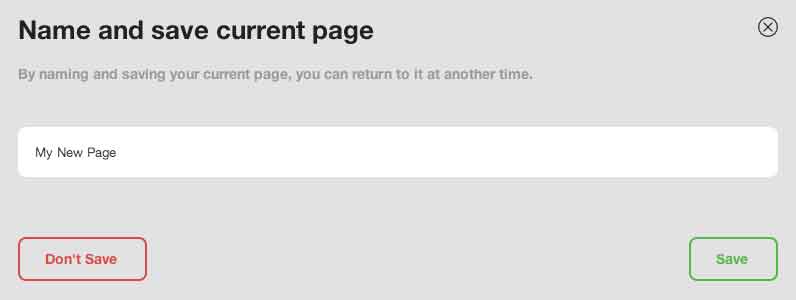 Name and save current page
By naming and saving your current page, you can return to it at another time.
My New Page
Don't Save
Save